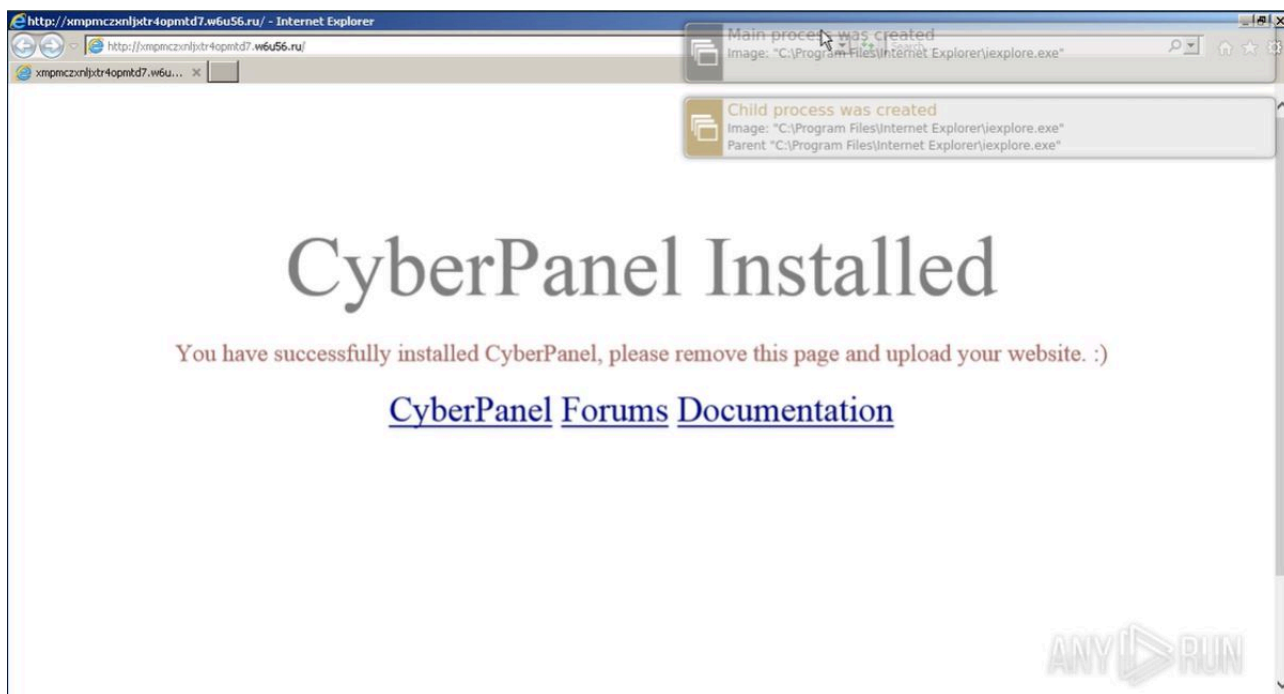 http://xmpmczxnljxtr4opmtd7.w6u56.ru/ - Internet Explorer
http://xmpmczxnljxtr4opmtd7.w6u56.ru/
Search
xmpmczxnljxtr4opmtd7.w6u...
Main process was created
Image: "C:\Program Files\Internet Explorer\iexplore.exe"
Child process was created
Image: "C:\Program Files\Internet Explorer\iexplore.exe"
Parent "C:\Program Files\Internet Explorer\iexplore.exe"
CyberPanel Installed
You have successfully installed CyberPanel, please remove this page and upload your website. :)
CyberPanel Forums Documentation
ANY RUN